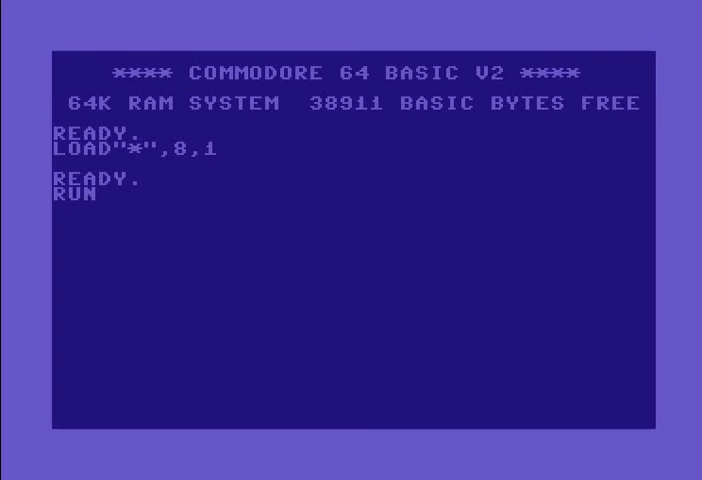 **** COMMODORE 64 BASIC V2 ****
64K RAM SYSTEM  38911 BASIC BYTES FREE
READY.
LOAD"*",8,1
READY.
RUN